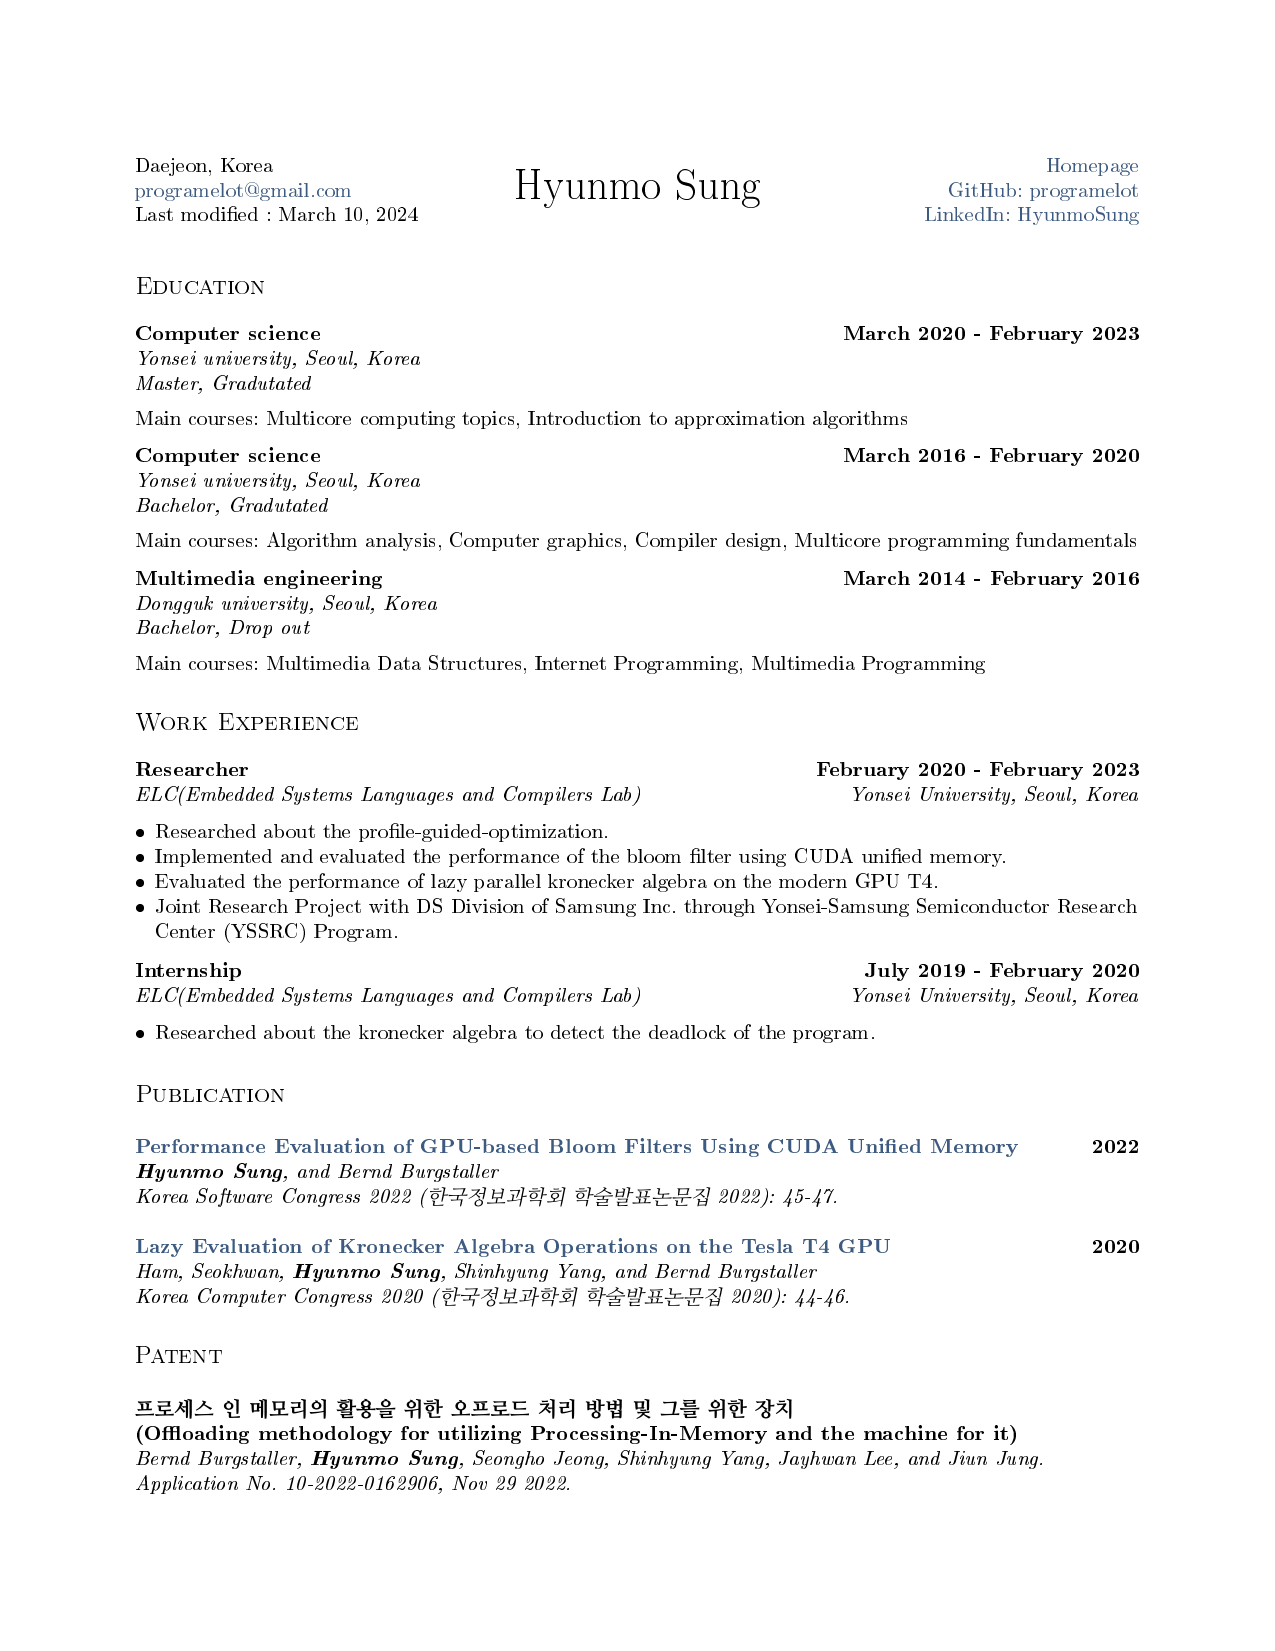 Daejeon, Korea
programelot@gmail.com
Last modified : March 10, 2024
Hyunmo Sung
Homepage
GitHub: programelot
LinkedIn: HyunmoSung
Education
Computer science March 2020 - February 2023
Yonsei university, Seoul, Korea
Master, Gradutated
Main courses: Multicore computing topics, Introduction to approximation algorithms
Computer science March 2016 - February 2020
Yonsei university, Seoul, Korea
Bachelor, Gradutated
Main courses: Algorithm analysis, Computer graphics, Compiler design, Multicore programming fundamentals
Multimedia engineering March 2014 - February 2016
Dongguk university, Seoul, Korea
Bachelor, Drop out
Main courses: Multimedia Data Structures, Internet Programming, Multimedia Programming
Work Experience
Researcher February 2020 - February 2023
ELC(Embedded Systems Languages and Compilers Lab) Yonsei University, Seoul, Korea
• Researched about the profile-guided-optimization.
• Implemented and evaluated the performance of the bloom filter using CUDA unified memory.
• Evaluated the performance of lazy parallel kronecker algebra on the modern GPU T4.
• Joint Research Project with DS Division of Samsung Inc. through Yonsei-Samsung Semiconductor Research
Center (YSSRC) Program.
Internship July 2019 - February 2020
ELC(Embedded Systems Languages and Compilers Lab) Yonsei University, Seoul, Korea
• Researched about the kronecker algebra to detect the deadlock of the program.
Publication
Performance Evaluation of GPU-based Bloom Filters Using CUDA Unified Memory 2022
Hyunmo Sung, and Bernd Burgstaller
Korea Software Congress 2022 (한국정보과학회 학술발표논문집 2022): 45-47.
Lazy Evaluation of Kronecker Algebra Operations on the Tesla T4 GPU 2020
Ham, Seokhwan, Hyunmo Sung, Shinhyung Yang, and Bernd Burgstaller
Korea Computer Congress 2020 (한국정보과학회 학술발표논문집 2020): 44-46.
Patent
프로세스 인 메모리의 활용을 위한 오프로드 처리 방법 및 그를 위한 장치
(Offloading methodology for utilizing Processing-In-Memory and the machine for it)
Bernd Burgstaller, Hyunmo Sung, Seongho Jeong, Shinhyung Yang, Jayhwan Lee, and Jiun Jung.
Application No. 10-2022-0162906, Nov 29 2022.